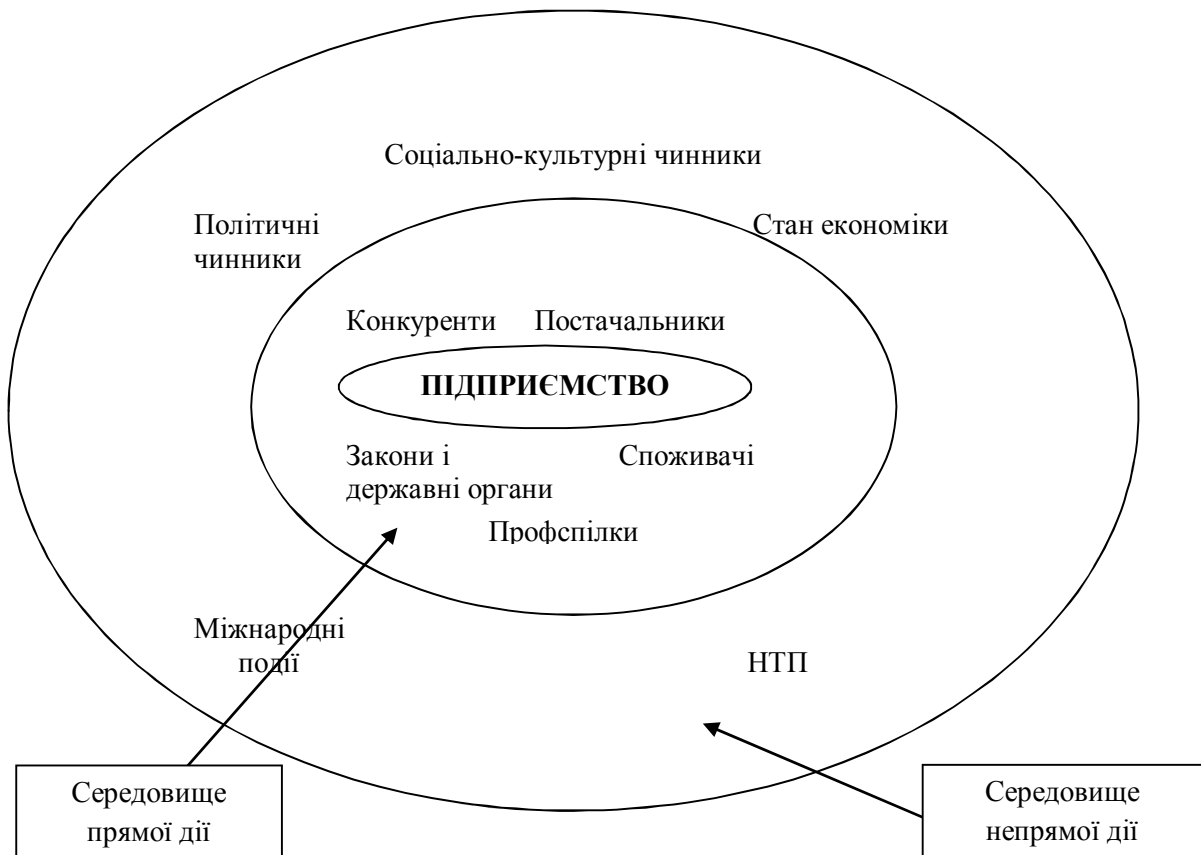 Соціально-культурні чинники
Політичні
чинники
Стан економіки
Конкуренти
Постачальники
ПІДПРИЄМСТВО
Закони і
державні органи
Споживачі
Профспілки
Міжнародні
події
НТП
Середовище
прямої дії
Середовище
непрямої дії